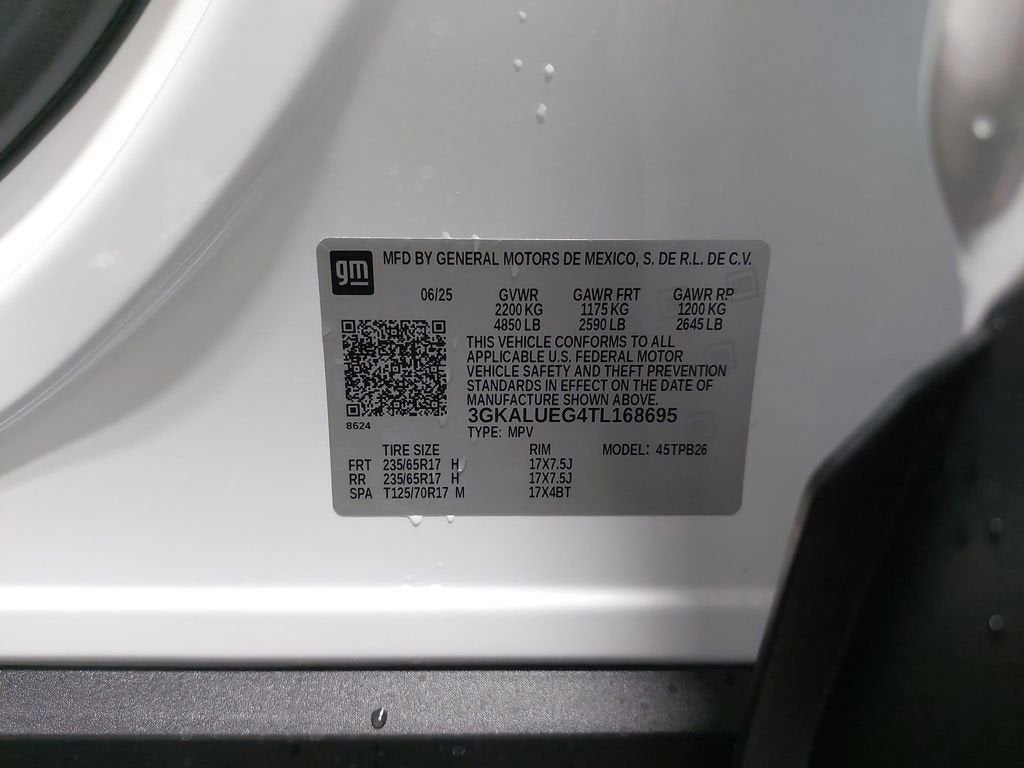 gm
MFD BY GENERAL MOTORS DE MEXICO, S. DE R.L. DE C.V.
06/25 GVWR GAWR FRT GAWR RR
2200 KG 1175 KG 1200 KG
4850 LB 2590 LB 2645 LB
THIS VEHICLE CONFORMS TO ALL
APPLICABLE U.S. FEDERAL MOTOR
VEHICLE SAFETY AND THEFT PREVENTION
STANDARDS IN EFFECT ON THE DATE OF
MANUFACTURE SHOWN ABOVE.
3GKALUEG4TL168695
8624
TYPE: MPV
TIRE SIZE RIM MODEL: 45TPB26
FRT 235/65R17 H 17X7.5J
RR 235/65R17 H 17X7.5J
SPA T125/70R17 M 17X4BT